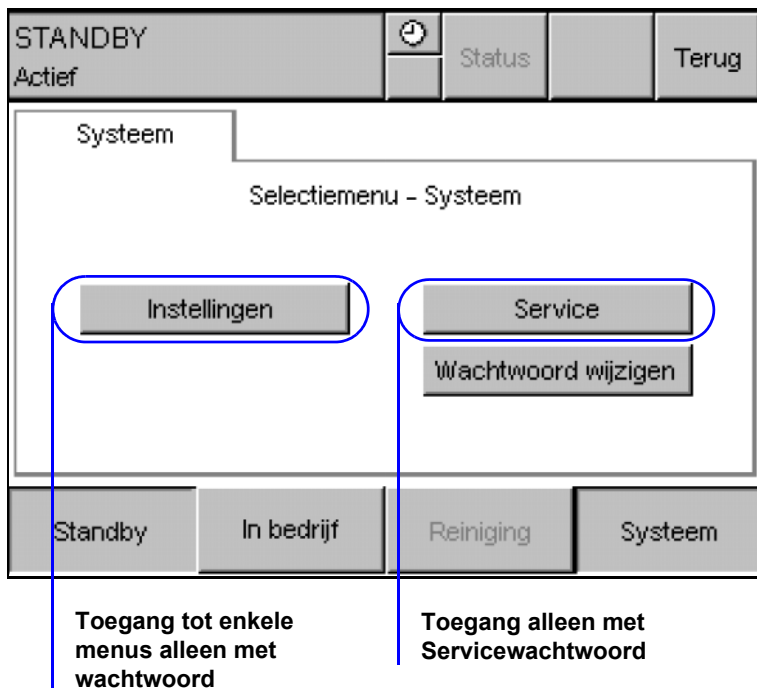 STANDBY
Actief
Status
Terug
Systeem
Selectiemenu - Systeem
Instellingen
Service
Wachtwoord wijzigen
Standby
In bedrijf
Reiniging
Systeem
Toegang tot enkele
menus alleen met
wachtwoord
Toegang alleen met
Servicewachtwoord